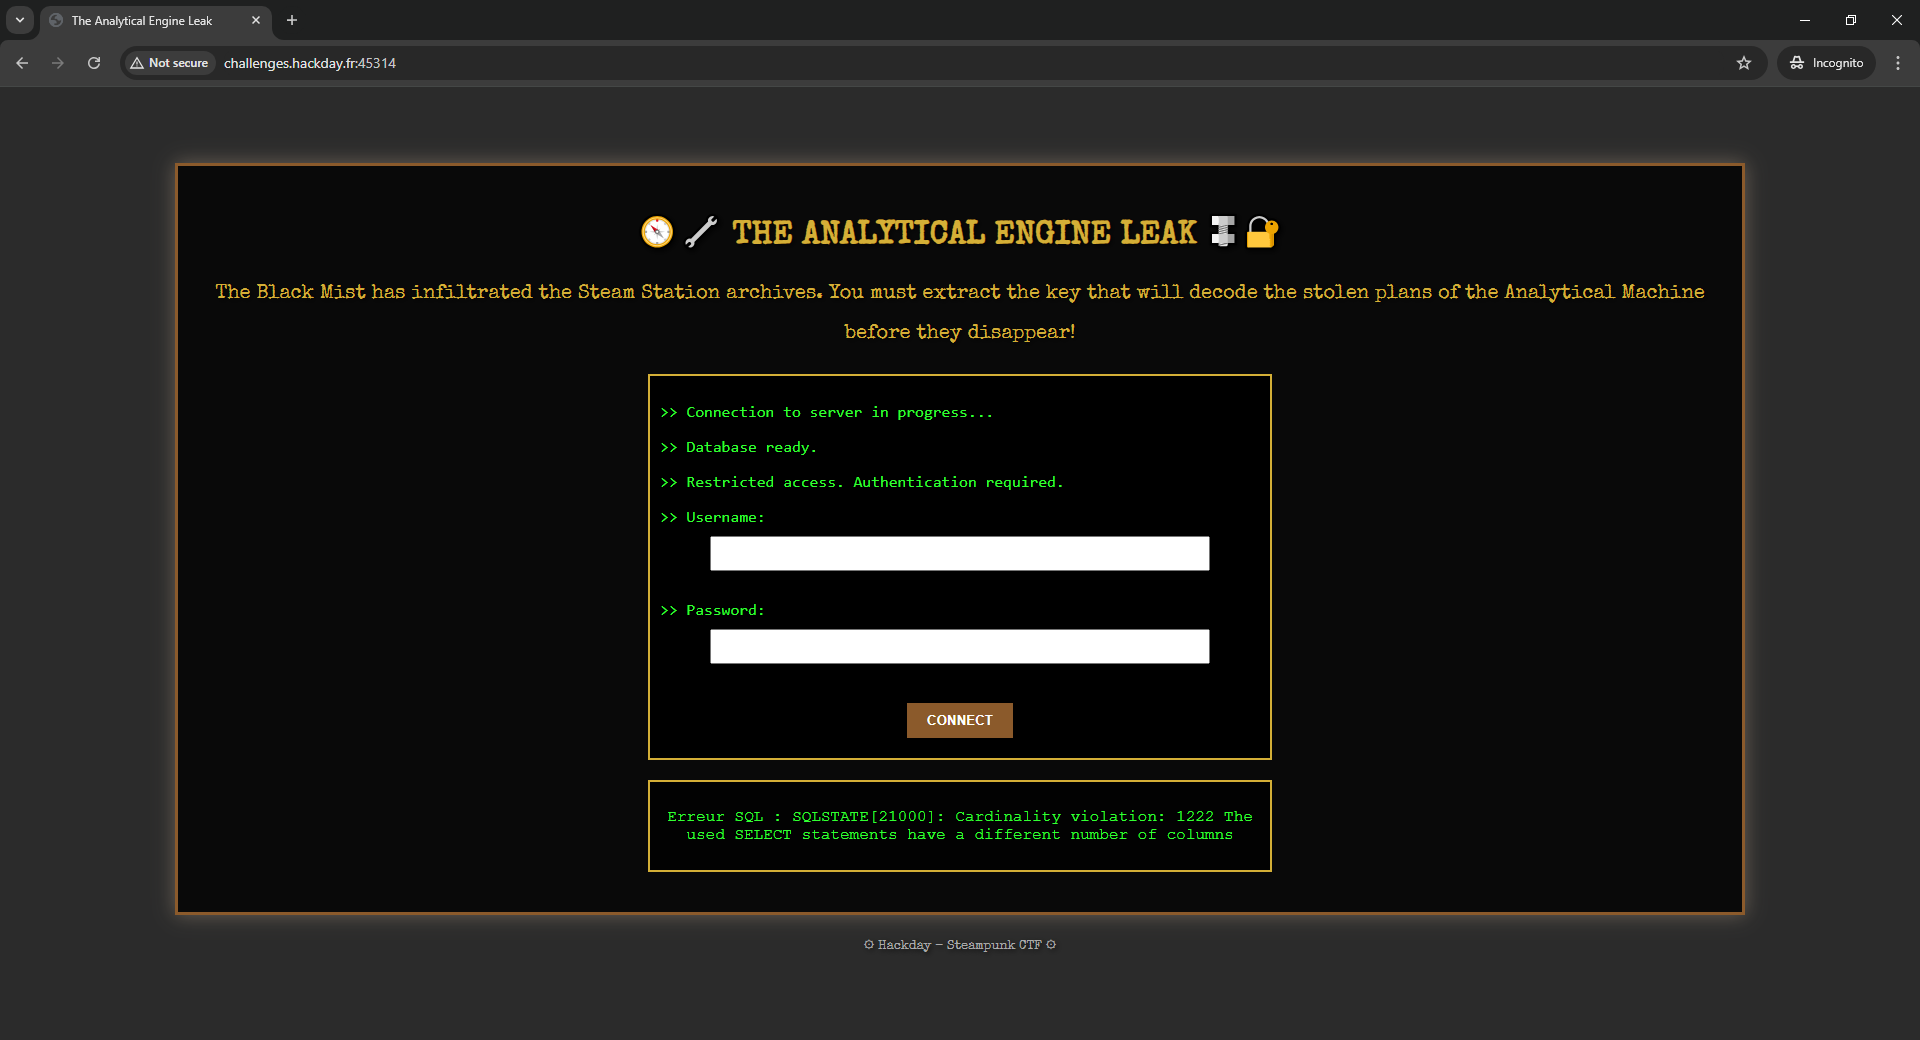 The Analytical Engine Leak
Not secure
challenges.hackday.fr:45314
Incognito
THE ANALYTICAL ENGINE LEAK
The Black Mist has infiltrated the Steam Station archives. You must extract the key that will decode the stolen plans of the Analytical Machine
before they disappear!
>> Connection to server in progress...
>> Database ready.
>> Restricted access. Authentication required.
>> Username:
>> Password:
CONNECT
Erreur SQL : SQLSTATE[21000]: Cardinality violation: 1222 The
used SELECT statements have a different number of columns
⚙ Hackday - Steampunk CTF ⚙